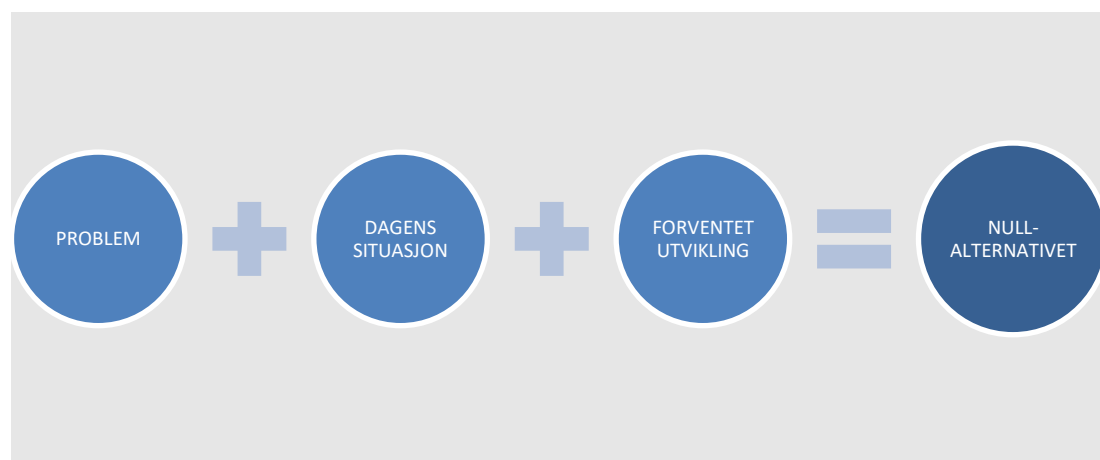 PROBLEM
DAGENS
SITUASJON
FORVENTET
UTVIKLING
NULL-
ALTERNATIVET